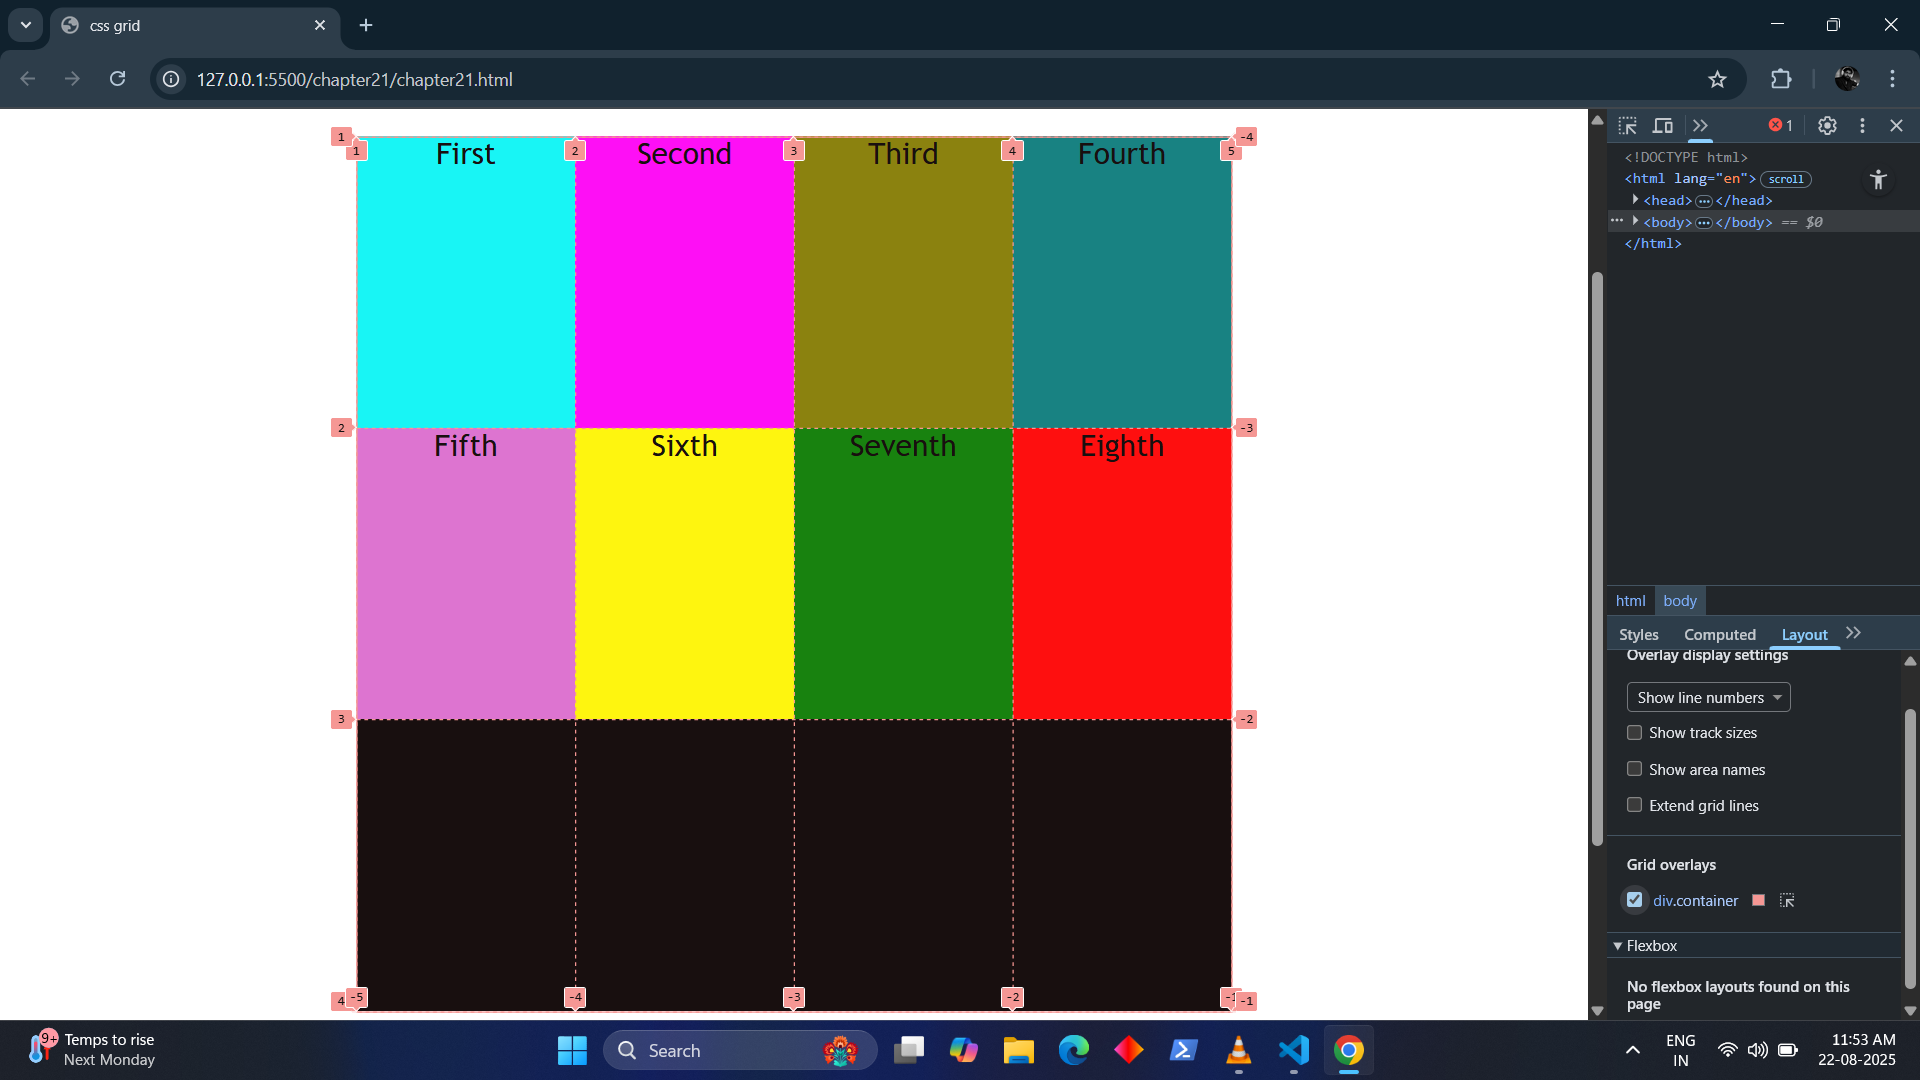 css grid
127.0.0.1:5500/chapter21/chapter21.html
1 -4
1 2 3 4 5
First Second Third Fourth
2 -3
Fifth Sixth Seventh Eighth
3 -2
4 -5 -4 -3 -2 -1 -1
1
<!DOCTYPE html>
<html lang="en"> scroll
<head> </head>
<body> </body> == $0
</html>
html body
Styles Computed Layout
Overlay display settings
Show line numbers
Show track sizes
Show area names
Extend grid lines
Grid overlays
div.container
Flexbox
No flexbox layouts found on this
page
9+ Temps to rise
Next Monday
Search
ENG
IN
11:53 AM
22-08-2025